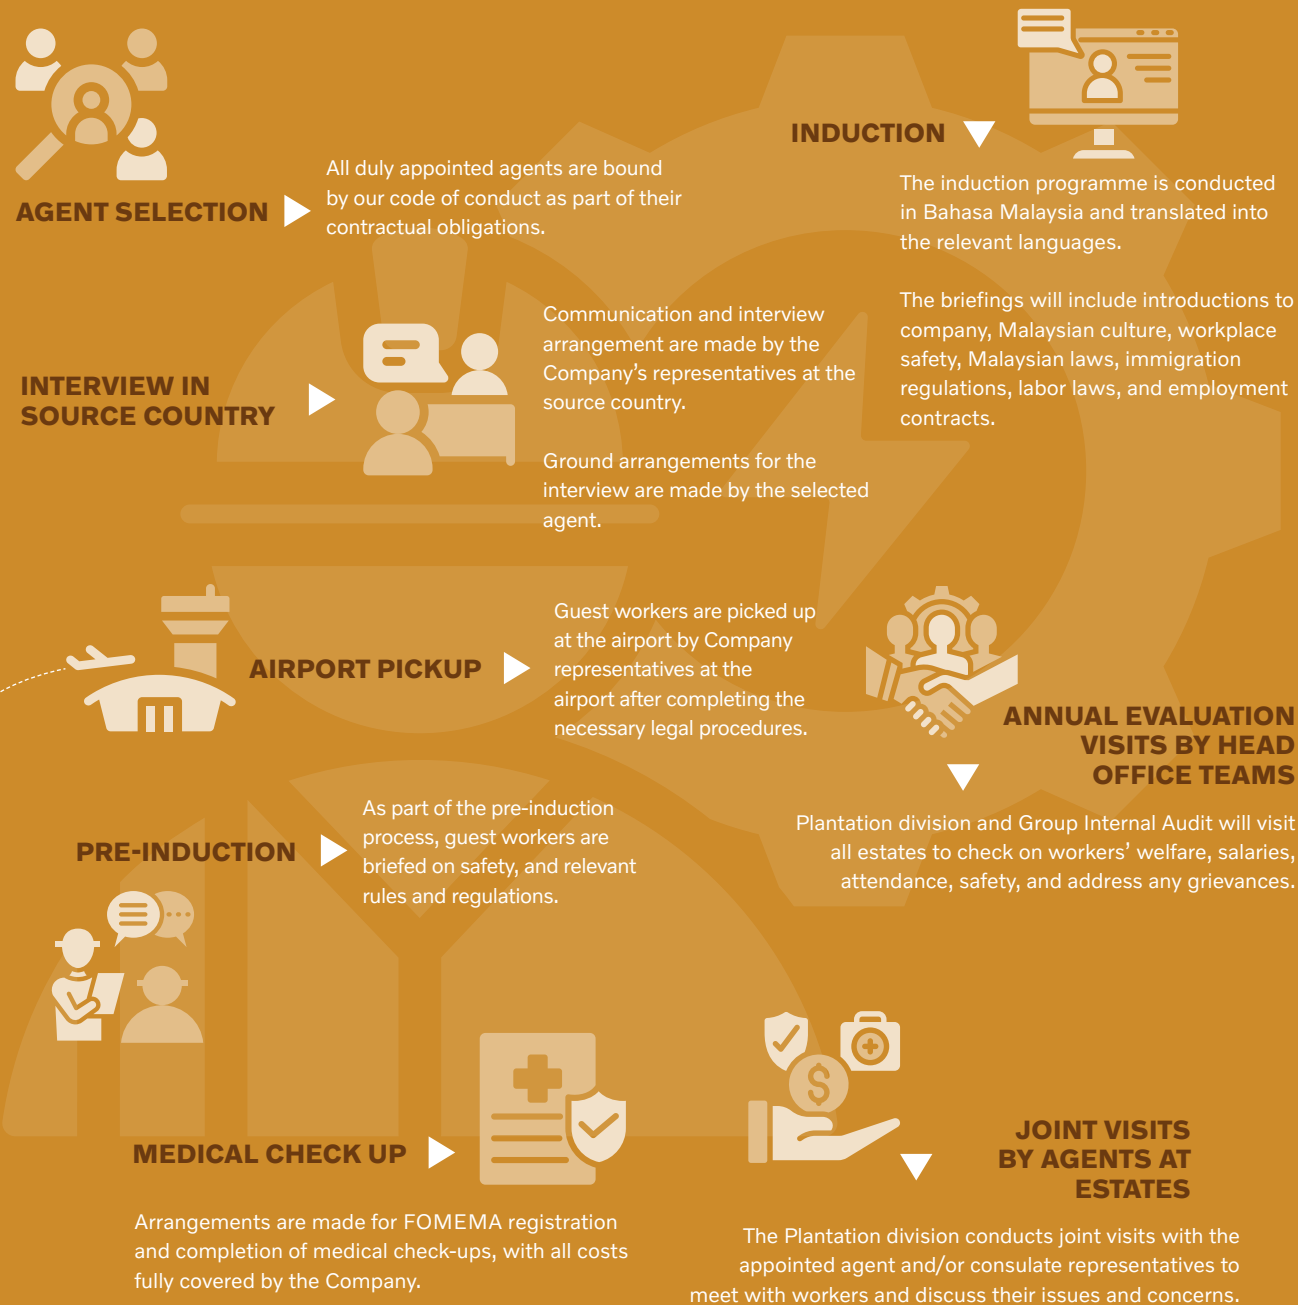 AGENT SELECTION
All duly appointed agents are bound
by our code of conduct as part of their
contractual obligations.
INTERVIEW IN
SOURCE COUNTRY
Communication and interview
arrangement are made by the
Company’s representatives at the
source country.
Ground arrangements for the
interview are made by the selected
agent.
AIRPORT PICKUP
Guest workers are picked up
at the airport by Company
representatives at the
airport after completing the
necessary legal procedures.
PRE-INDUCTION
As part of the pre-induction
process, guest workers are
briefed on safety, and relevant
rules and regulations.
MEDICAL CHECK UP
Arrangements are made for FOMEMA registration
and completion of medical check-ups, with all costs
fully covered by the Company.
INDUCTION
The induction programme is conducted
in Bahasa Malaysia and translated into
the relevant languages.
The briefings will include introductions to
company, Malaysian culture, workplace
safety, Malaysian laws, immigration
regulations, labor laws, and employment
contracts.
ANNUAL EVALUATION
VISITS BY HEAD
OFFICE TEAMS
Plantation division and Group Internal Audit will visit
all estates to check on workers’ welfare, salaries,
attendance, safety, and address any grievances.
JOINT VISITS
BY AGENTS AT
ESTATES
The Plantation division conducts joint visits with the
appointed agent and/or consulate representatives to
meet with workers and discuss their issues and concerns.